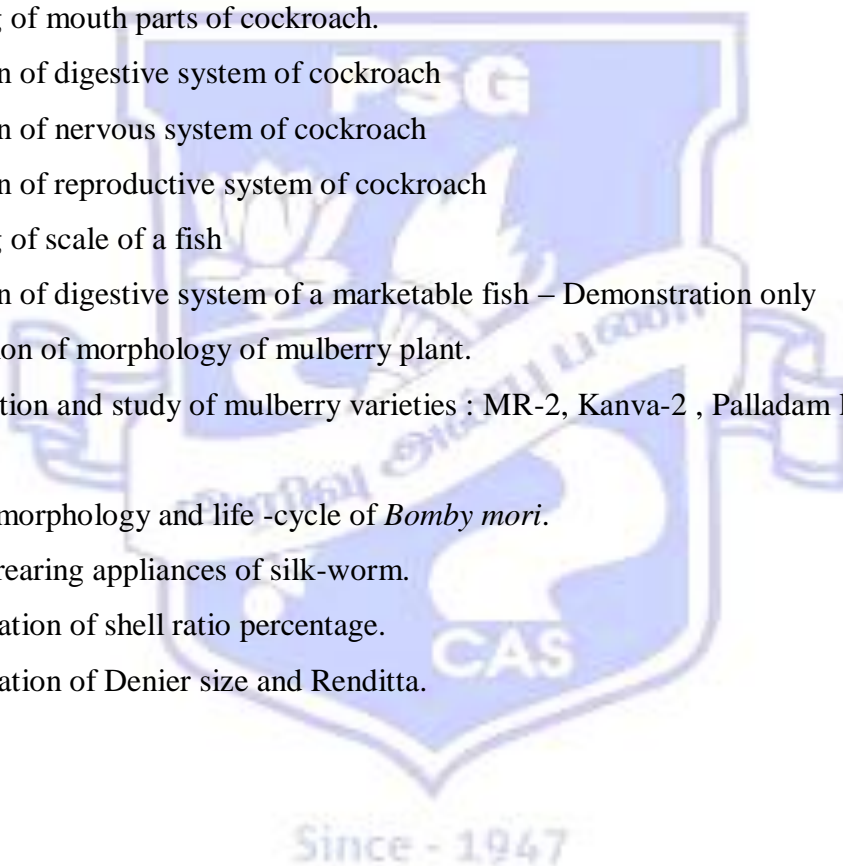 g of mouth parts of cockroach.
n of digestive system of cockroach
n of nervous system of cockroach
n of reproductive system of cockroach
g of scale of a fish
n of digestive system of a marketable fish – Demonstration only
ion of morphology of mulberry plant.
tion and study of mulberry varieties : MR-2, Kanva-2 , Palladam
morphology and life -cycle of Bomby mori.
rearing appliances of silk-worm.
ation of shell ratio percentage.
ation of Denier size and Renditta.
PSG
CAS
Since - 1947